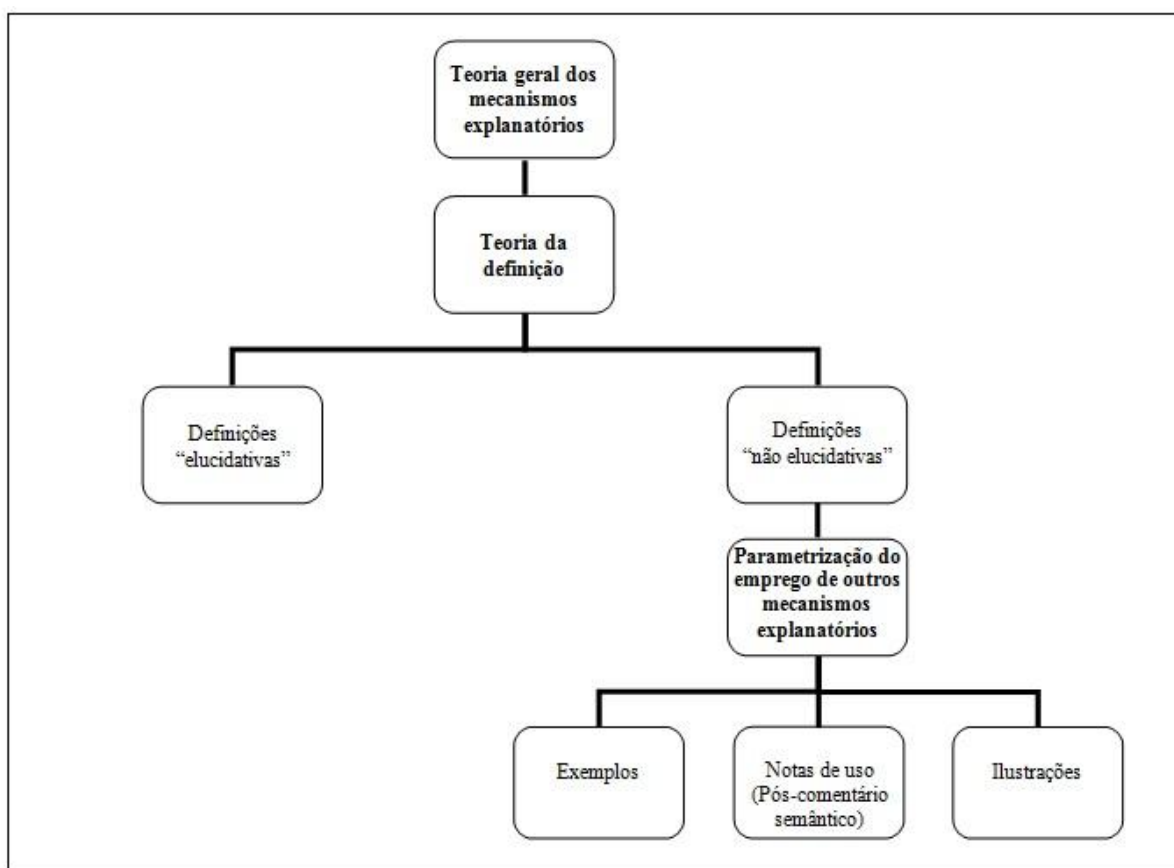 Teoria geral dos
mecanismos
explanatórios
Teoria da
definição
Definições
“elucidativas”
Definições
“não elucidativas”
Parametrização do
emprego de outros
mecanismos
explanatórios
Exemplos
Notas de uso
(Pós-comentário
semântico)
Ilustrações